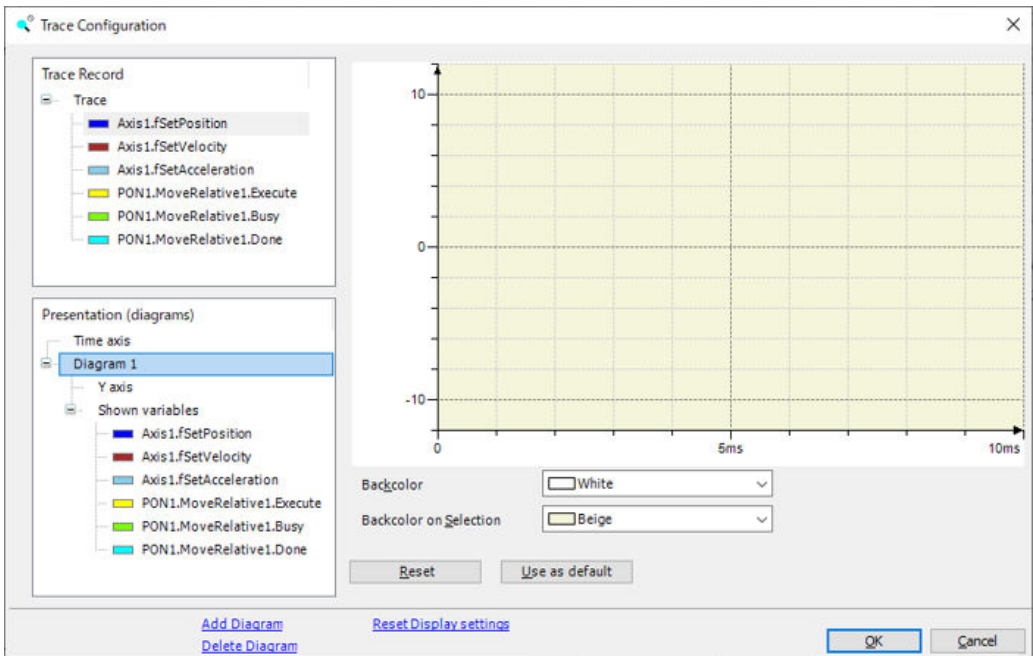 Trace Configuration
Trace Record
Trace
Axis1.fSetPosition
Axis1.fSetVelocity
Axis1.fSetAcceleration
PON1.MoveRelative1.Execute
PON1.MoveRelative1.Busy
PON1.MoveRelative1.Done
Presentation (diagrams)
Time axis
Diagram 1
Y axis
Shown variables
Axis1.fSetPosition
Axis1.fSetVelocity
Axis1.fSetAcceleration
PON1.MoveRelative1.Execute
PON1.MoveRelative1.Busy
PON1.MoveRelative1.Done
10
0
-10
0 5ms 10ms
Backcolor White
Backcolor on Selection Beige
Reset Use as default
Add Diagram Reset Display settings
Delete Diagram
OK Cancel